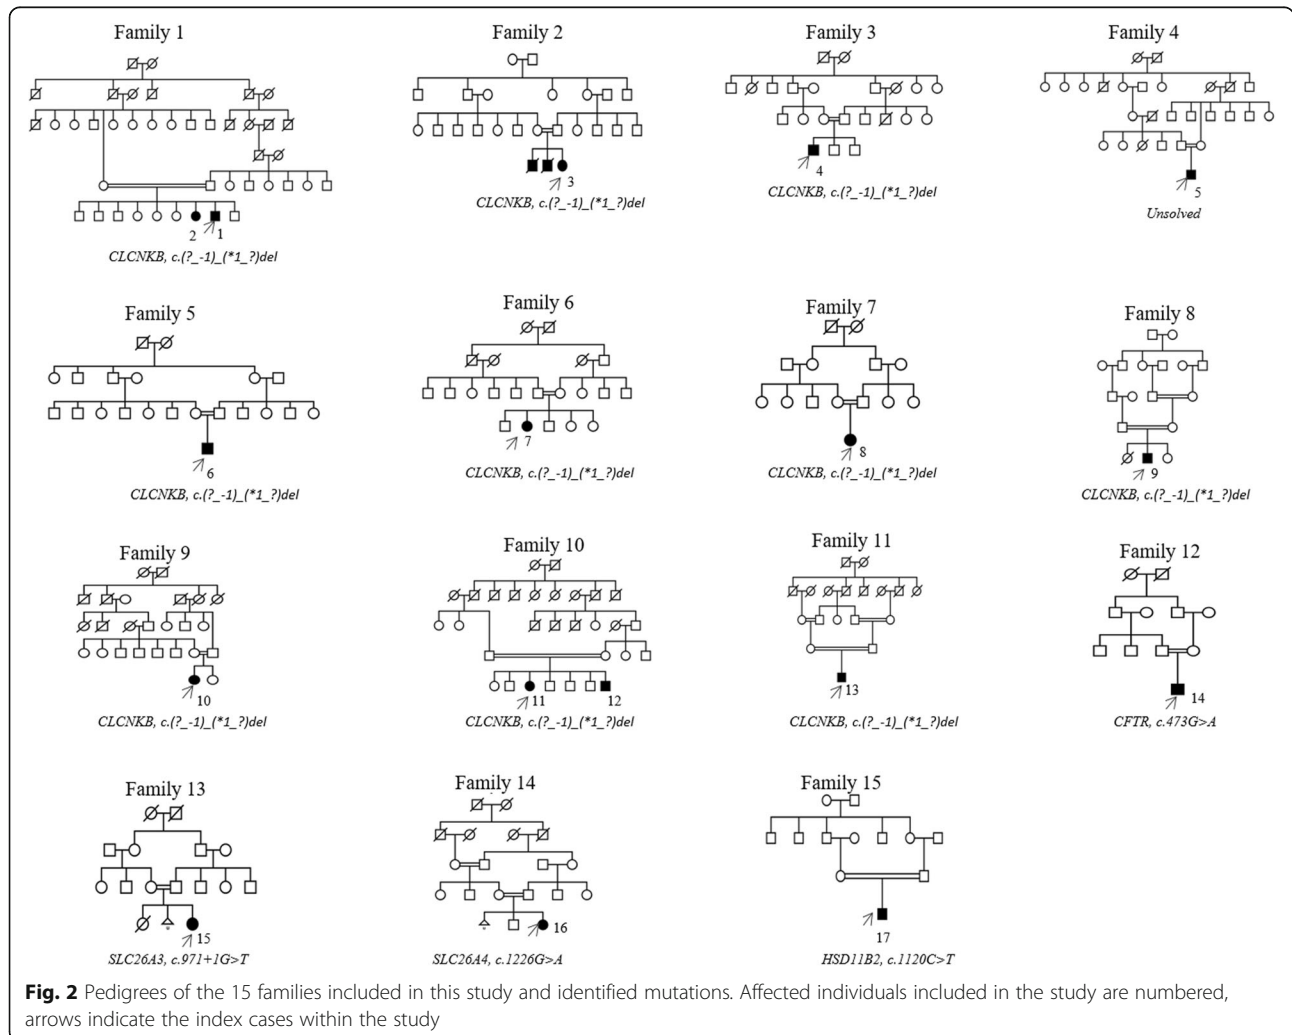 Family 1
Family 2
Family 3
Family 4
3
4
5
2
1
CLCNKB, c.(?_-1)_(*1_?)del
CLCNKB, c.(?_-1)_(*1_?)del
CLCNKB, c.(?_-1)_(*1_?)del
Unsolved
Family 5
Family 6
Family 7
Family 8
6
7
8
9
CLCNKB, c.(?_-1)_(*1_?)del
CLCNKB, c.(?_-1)_(*1_?)del
CLCNKB, c.(?_-1)_(*1_?)del
CLCNKB, c.(?_-1)_(*1_?)del
Family 9
Family 10
Family 11
Family 12
10
11
12
13
14
CLCNKB, c.(?_-1)_(*1_?)del
CLCNKB, c.(?_-1)_(*1_?)del
CLCNKB, c.(?_-1)_(*1_?)del
CFTR, c.473G>A
Family 13
Family 14
Family 15
15
16
17
SLC26A3, c.971+1G>T
SLC26A4, c.1226G>A
HSD11B2, c.1120C>T
Fig. 2 Pedigrees of the 15 families included in this study and identified mutations. Affected individuals included in the study are numbered,
arrows indicate the index cases within the study